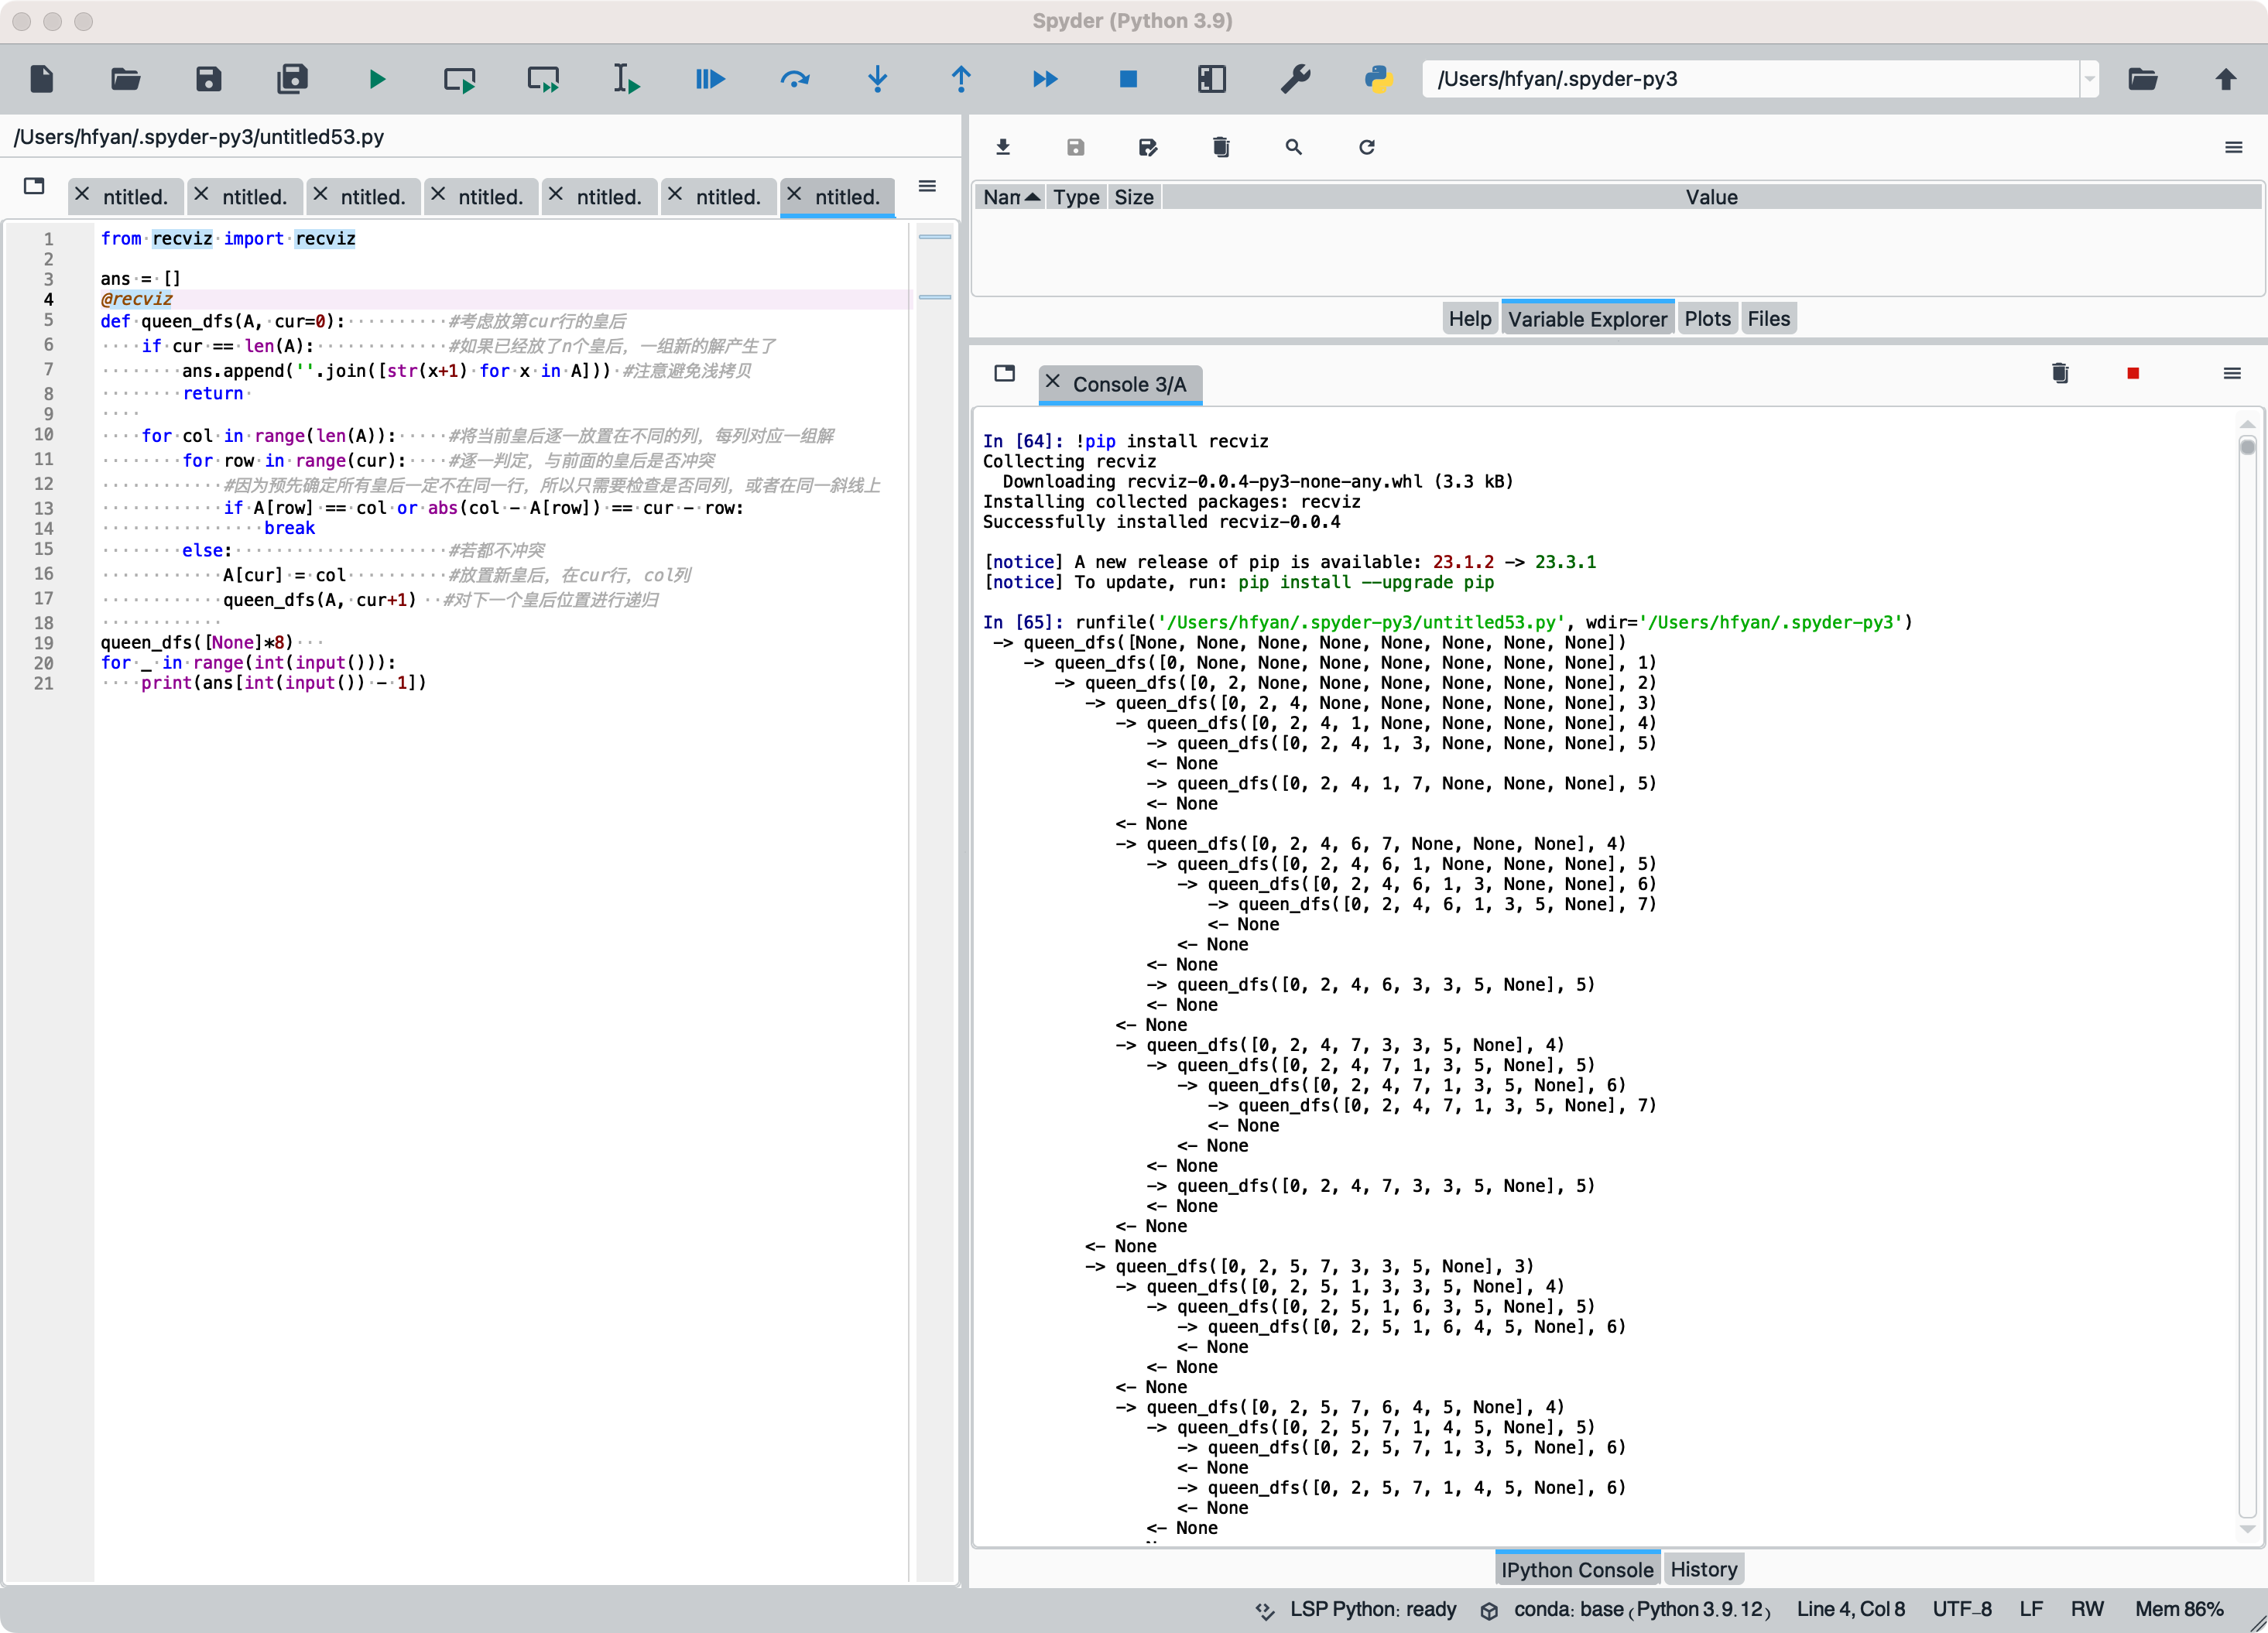 Spyder (Python 3.9)
/Users/hfyan/.spyder-py3
/Users/hfyan/.spyder-py3/untitled53.py
ntitled. ntitled. ntitled. ntitled. ntitled. ntitled. ntitled.
1 from recviz import recviz
2
3 ans = []
4 @recviz
5 def queen_dfs(A, cur=0): #考虑放第cur行的皇后
6 if cur == len(A): #如果已经放了n个皇后，一组新的解产生了
7 ans.append(''.join([str(x+1) for x in A])) #注意避免浅拷贝
8 return
9
10 for col in range(len(A)): #将当前皇后逐一放置在不同的列，每列对应一组解
11 for row in range(cur): #逐一判定，与前面的皇后是否冲突
12 #因为预先确定所有皇后一定不在同一行，所以只需要检查是否同列，或者在同一斜线上
13 if A[row] == col or abs(col - A[row]) == cur - row:
14 break
15 else: #若都不冲突
16 A[cur] = col #放置新皇后，在cur行，col列
17 queen_dfs(A, cur+1) #对下一个皇后位置进行递归
18
19 queen_dfs([None]*8)
20 for _ in range(int(input())):
21 print(ans[int(input()) - 1])
Nam Type Size Value
Help Variable Explorer Plots Files
Console 3/A
In [64]: !pip install recviz
Collecting recviz
Downloading recviz-0.0.4-py3-none-any.whl (3.3 kB)
Installing collected packages: recviz
Successfully installed recviz-0.0.4
[notice] A new release of pip is available: 23.1.2 -> 23.3.1
[notice] To update, run: pip install --upgrade pip
In [65]: runfile('/Users/hfyan/.spyder-py3/untitled53.py', wdir='/Users/hfyan/.spyder-py3')
-> queen_dfs([None, None, None, None, None, None, None, None])
-> queen_dfs([0, None, None, None, None, None, None, None], 1)
-> queen_dfs([0, 2, None, None, None, None, None, None], 2)
-> queen_dfs([0, 2, 4, None, None, None, None, None], 3)
-> queen_dfs([0, 2, 4, 1, None, None, None, None], 4)
-> queen_dfs([0, 2, 4, 1, 3, None, None, None], 5)
<- None
-> queen_dfs([0, 2, 4, 1, 7, None, None, None], 5)
<- None
<- None
-> queen_dfs([0, 2, 4, 6, 7, None, None, None], 4)
-> queen_dfs([0, 2, 4, 6, 1, None, None, None], 5)
-> queen_dfs([0, 2, 4, 6, 1, 3, None, None], 6)
-> queen_dfs([0, 2, 4, 6, 1, 3, 5, None], 7)
<- None
<- None
<- None
-> queen_dfs([0, 2, 4, 6, 3, 3, 5, None], 5)
<- None
<- None
-> queen_dfs([0, 2, 4, 7, 3, 3, 5, None], 4)
-> queen_dfs([0, 2, 4, 7, 1, 3, 5, None], 5)
-> queen_dfs([0, 2, 4, 7, 1, 3, 5, None], 6)
-> queen_dfs([0, 2, 4, 7, 1, 3, 5, None], 7)
<- None
<- None
<- None
-> queen_dfs([0, 2, 4, 7, 3, 3, 5, None], 5)
<- None
<- None
<- None
-> queen_dfs([0, 2, 5, 7, 3, 3, 5, None], 3)
-> queen_dfs([0, 2, 5, 1, 3, 3, 5, None], 4)
-> queen_dfs([0, 2, 5, 1, 6, 3, 5, None], 5)
-> queen_dfs([0, 2, 5, 1, 6, 4, 5, None], 6)
<- None
<- None
<- None
-> queen_dfs([0, 2, 5, 7, 6, 4, 5, None], 4)
-> queen_dfs([0, 2, 5, 7, 1, 4, 5, None], 5)
-> queen_dfs([0, 2, 5, 7, 1, 3, 5, None], 6)
<- None
-> queen_dfs([0, 2, 5, 7, 1, 4, 5, None], 6)
<- None
<- None
IPython Console History
LSP Python: ready conda: base (Python 3.9.12) Line 4, Col 8 UTF-8 LF RW Mem 86%